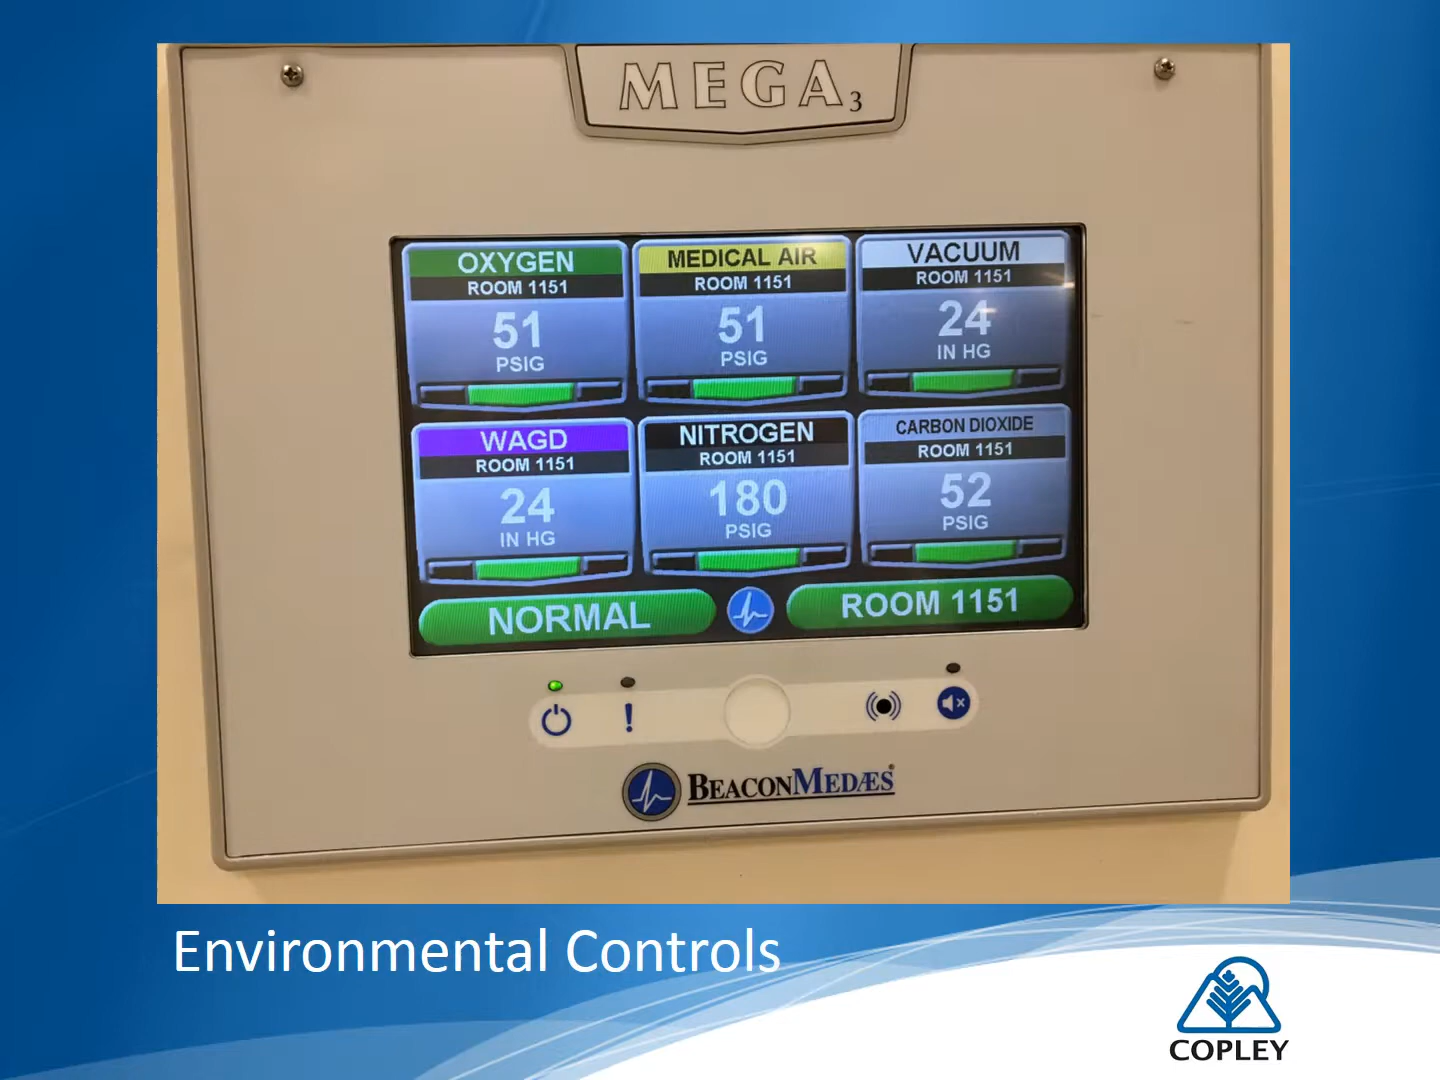 MEGA3
OXYGEN
ROOM 1151
51
PSIG
MEDICAL AIR
ROOM 1151
51
PSIG
VACUUM
ROOM 1151
24
IN HG
WAGD
ROOM 1151
24
IN HG
NITROGEN
ROOM 1151
180
PSIG
CARBON DIOXIDE
ROOM 1151
52
PSIG
NORMAL
ROOM 1151
!
BEACONMEDÆS®
Environmental Controls
COPLEY